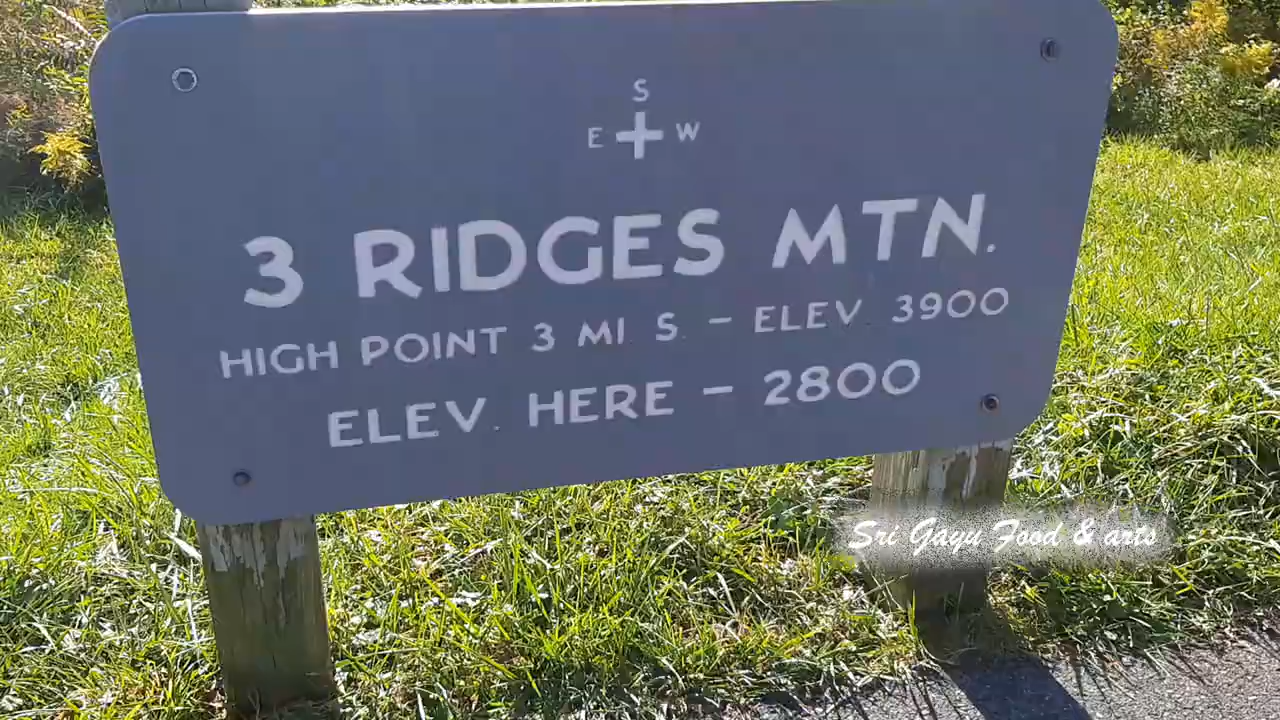 S
E W
3 RIDGES MTN.
HIGH POINT 3 MI. S. – ELEV. 3900
ELEV. HERE – 2800
Sri Gayu Food & arts